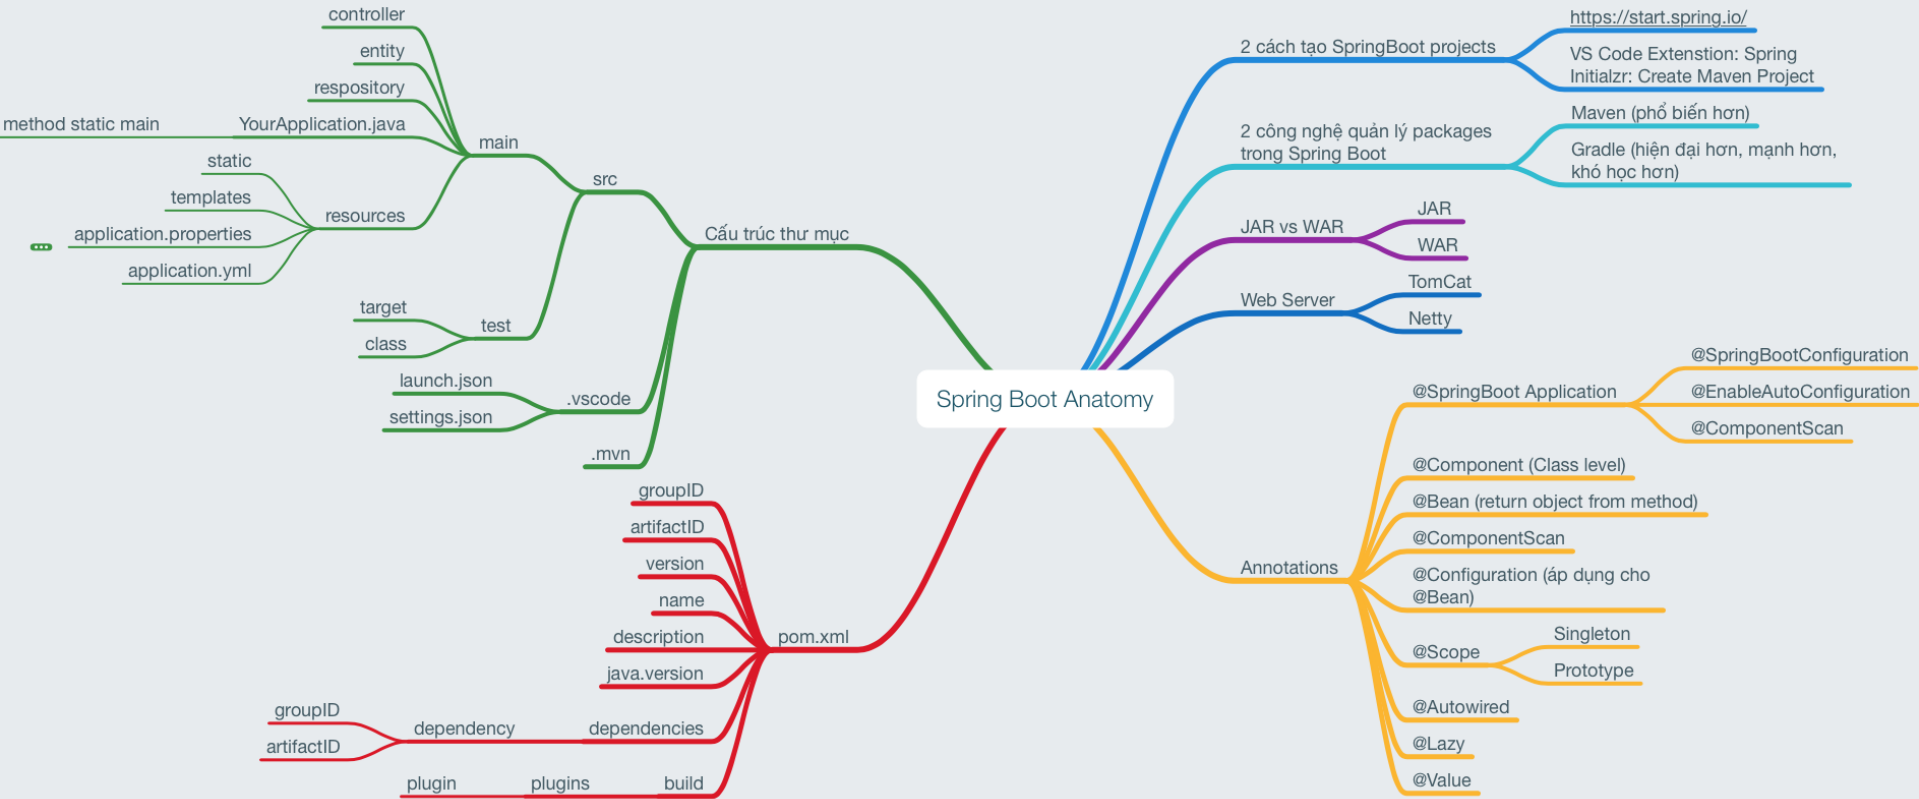 Spring Boot Anatomy
2 cách tạo SpringBoot projects
https://start.spring.io/
VS Code Extenstion: Spring
Initialzr: Create Maven Project
2 công nghệ quản lý packages
trong Spring Boot
Maven (phổ biến hơn)
Gradle (hiện đại hơn, mạnh hơn,
khó học hơn)
JAR vs WAR
JAR
WAR
Web Server
TomCat
Netty
Annotations
@SpringBoot Application
@SpringBootConfiguration
@EnableAutoConfiguration
@ComponentScan
@Component (Class level)
@Bean (return object from method)
@ComponentScan
@Configuration (áp dụng cho
@Bean)
@Scope
Singleton
Prototype
@Autowired
@Lazy
@Value
Cấu trúc thư mục
src
main
controller
entity
respository
YourApplication.java
method static main
resources
static
templates
application.properties
application.yml
test
target
class
.vscode
launch.json
settings.json
.mvn
pom.xml
groupID
artifactID
version
name
description
java.version
dependencies
dependency
groupID
artifactID
build
plugins
plugin